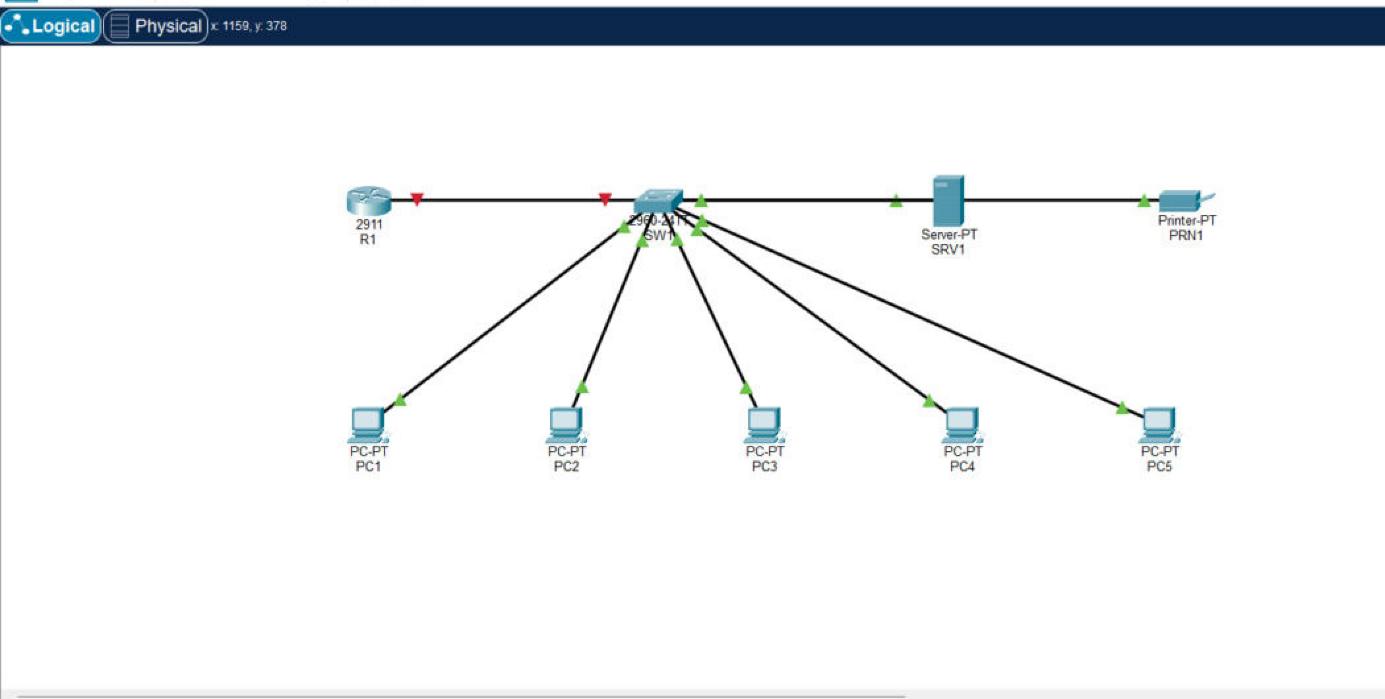 Logical
Physical
x: 1159, y: 378
2911
R1
2960-24TT
SW1
Server-PT
SRV1
Printer-PT
PRN1
PC-PT
PC1
PC-PT
PC2
PC-PT
PC3
PC-PT
PC4
PC-PT
PC5